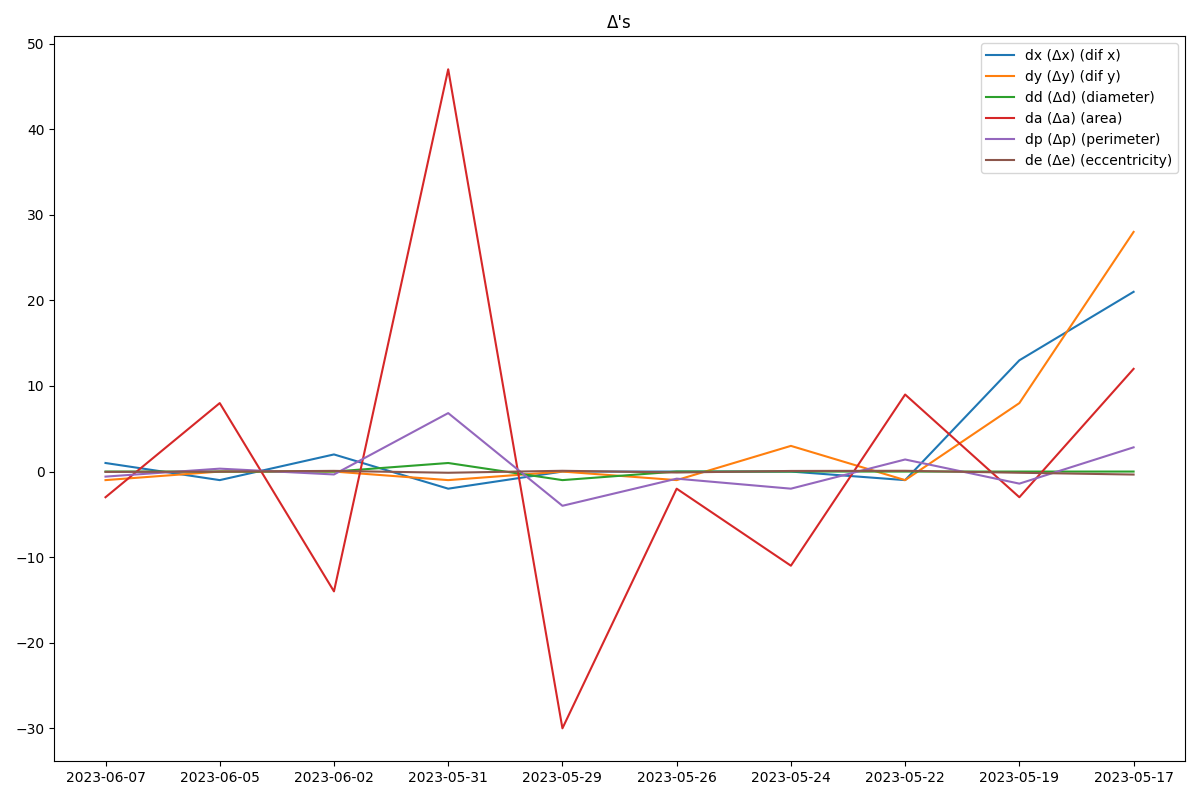 Δ's
dx (Δx) (dif x)
dy (Δy) (dif y)
dd (Δd) (diameter)
da (Δa) (area)
dp (Δp) (perimeter)
de (Δe) (eccentricity)
50
40
30
20
10
0
−10
−20
−30
2023-06-07 2023-06-05 2023-06-02 2023-05-31 2023-05-29 2023-05-26 2023-05-24 2023-05-22 2023-05-19 2023-05-17